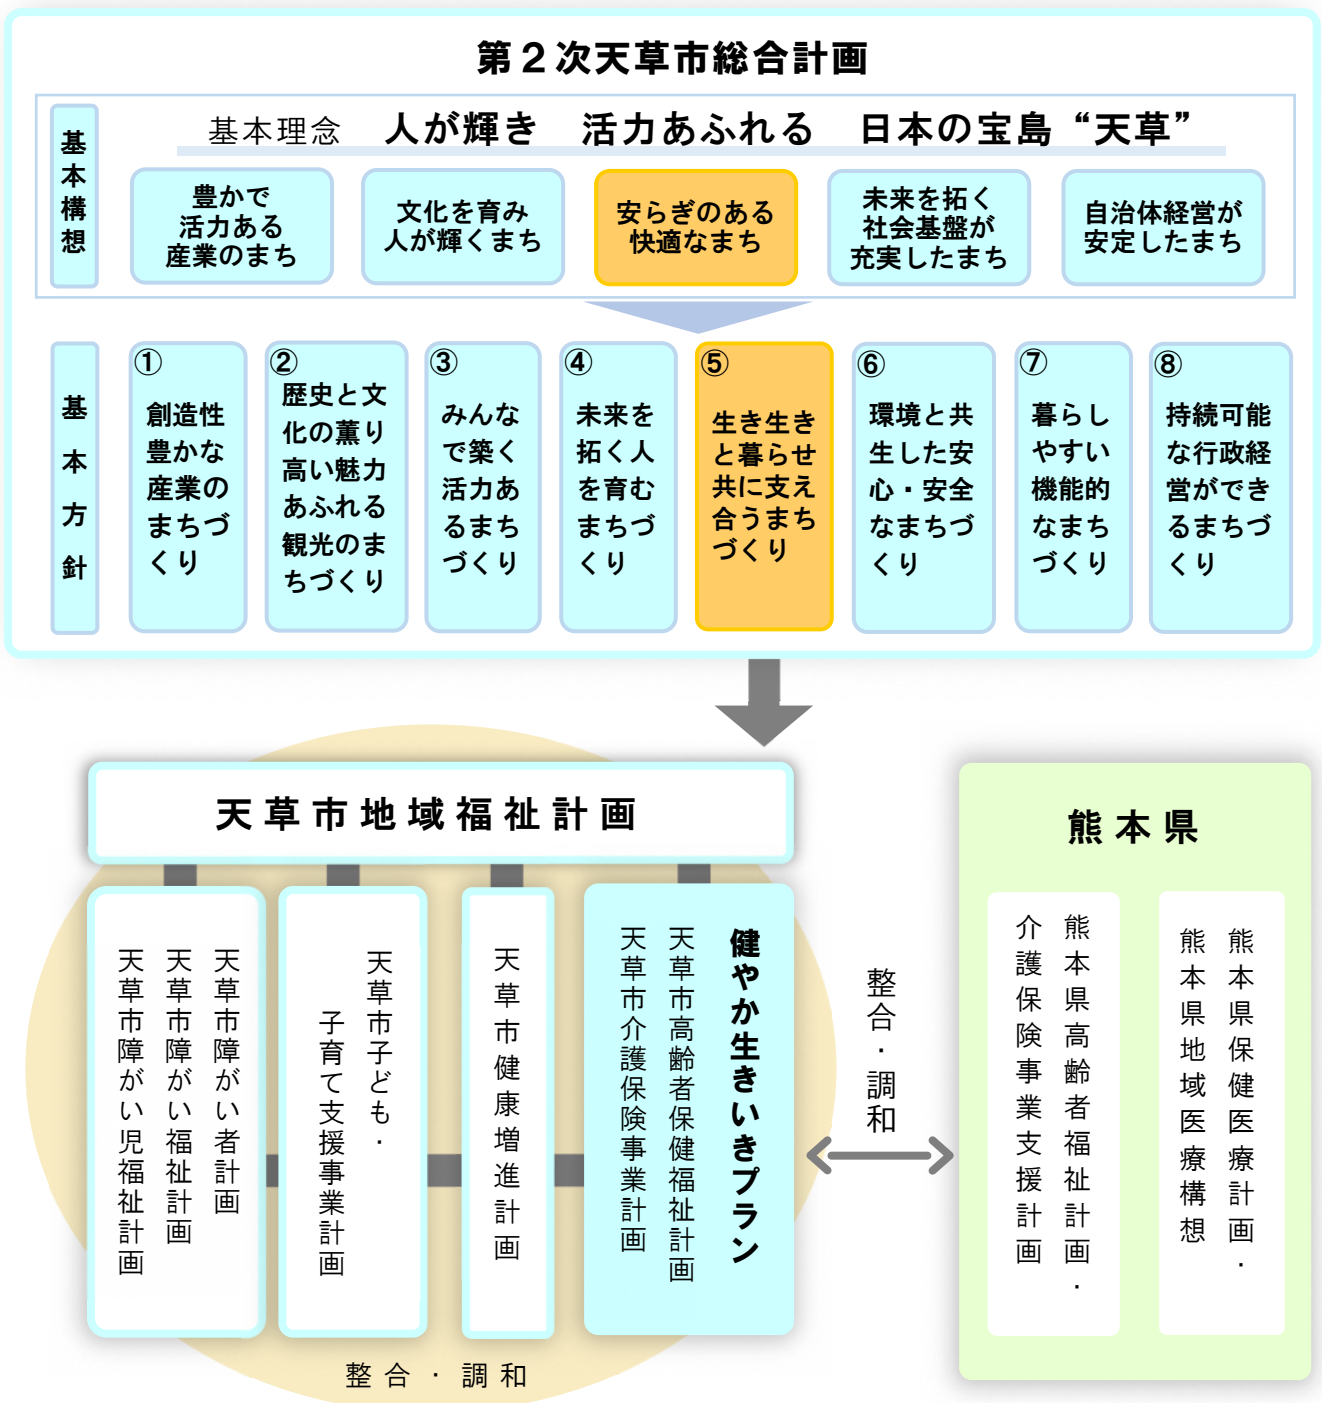 第２次天草市総合計画
基本構想
基本理念　人が輝き　活力あふれる　日本の宝島“天草”
豊かで
活力ある
産業のまち
文化を育み
人が輝くまち
安らぎのある
快適なまち
未来を拓く
社会基盤が
充実したまち
自治体経営が
安定したまち
基本方針
①
創造性
豊かな
産業の
まちづ
くり
②
歴史と文
化の薫り
高い魅力
あふれる
観光のま
ちづくり
③
みんな
で築く
活力あ
るまち
づくり
④
未来を
拓く人
を育む
まちづ
くり
⑤
生き生き
と暮らせ
共に支え
合うまち
づくり
⑥
環境と共
生した安
心・安全
なまちづ
くり
⑦
暮らし
やすい
機能的
なまち
づくり
⑧
持続可能
な行政経
営ができ
るまちづ
くり
天草市地域福祉計画
天草市障がい者計画
天草市障がい福祉計画
天草市障がい児福祉計画
天草市子ども・
子育て支援事業計画
天草市健康増進計画
健やか生きいきプラン
天草市高齢者保健福祉計画
天草市介護保険事業計画
整合・調和
整合・調和
熊本県
熊本県高齢者福祉計画・
介護保険事業支援計画
熊本県保健医療計画・
熊本県地域医療構想